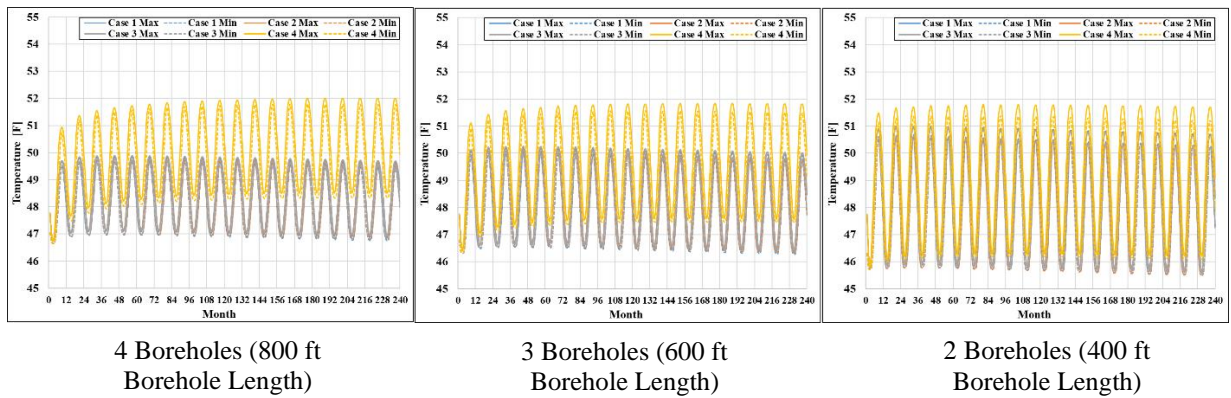 Case 1 Max Case 1 Min Case 2 Max Case 2 Min
Case 3 Max Case 3 Min Case 4 Max Case 4 Min
Temperature [F]
55
54
53
52
51
50
49
48
47
46
45
0 12 24 36 48 60 72 84 96 108 120 132 144 156 168 180 192 204 216 228 240
Month
4 Boreholes (800 ft
Borehole Length)
Case 1 Max Case 1 Min Case 2 Max Case 2 Min
Case 3 Max Case 3 Min Case 4 Max Case 4 Min
Temperature [F]
55
54
53
52
51
50
49
48
47
46
45
0 12 24 36 48 60 72 84 96 108 120 132 144 156 168 180 192 204 216 228 240
Month
3 Boreholes (600 ft
Borehole Length)
Case 1 Max Case 1 Min Case 2 Max Case 2 Min
Case 3 Max Case 3 Min Case 4 Max Case 4 Min
Temperature [F]
55
54
53
52
51
50
49
48
47
46
45
0 12 24 36 48 60 72 84 96 108 120 132 144 156 168 180 192 204 216 228 240
Month
2 Boreholes (400 ft
Borehole Length)